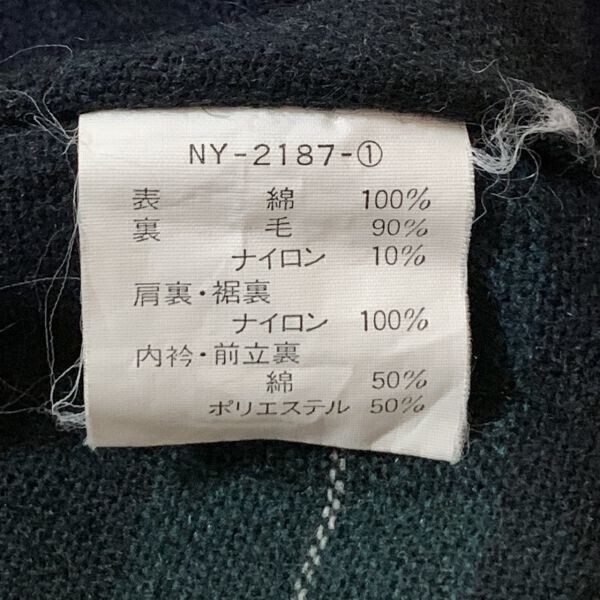 NY-2187-①
表 綿 100%
裏 毛 90%
ナイロン 10%
肩裏・裾裏
ナイロン 100%
内衿・前立裏
綿 50%
ポリエステル 50%